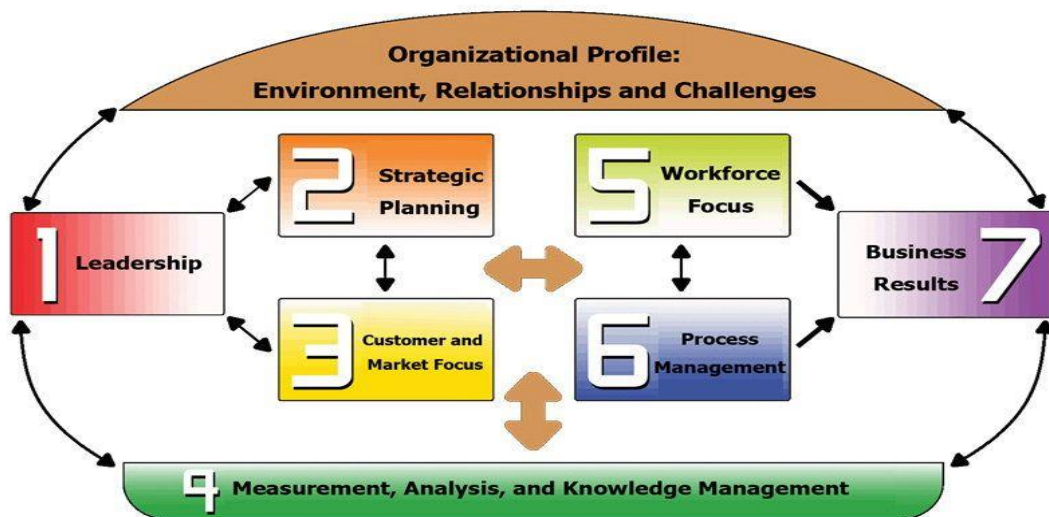 Organizational Profile:
Environment, Relationships and Challenges
1
Leadership
2
Strategic
Planning
3
Customer and
Market Focus
5
Workforce
Focus
6
Process
Management
Business
Results
7
4
Measurement, Analysis, and Knowledge Management